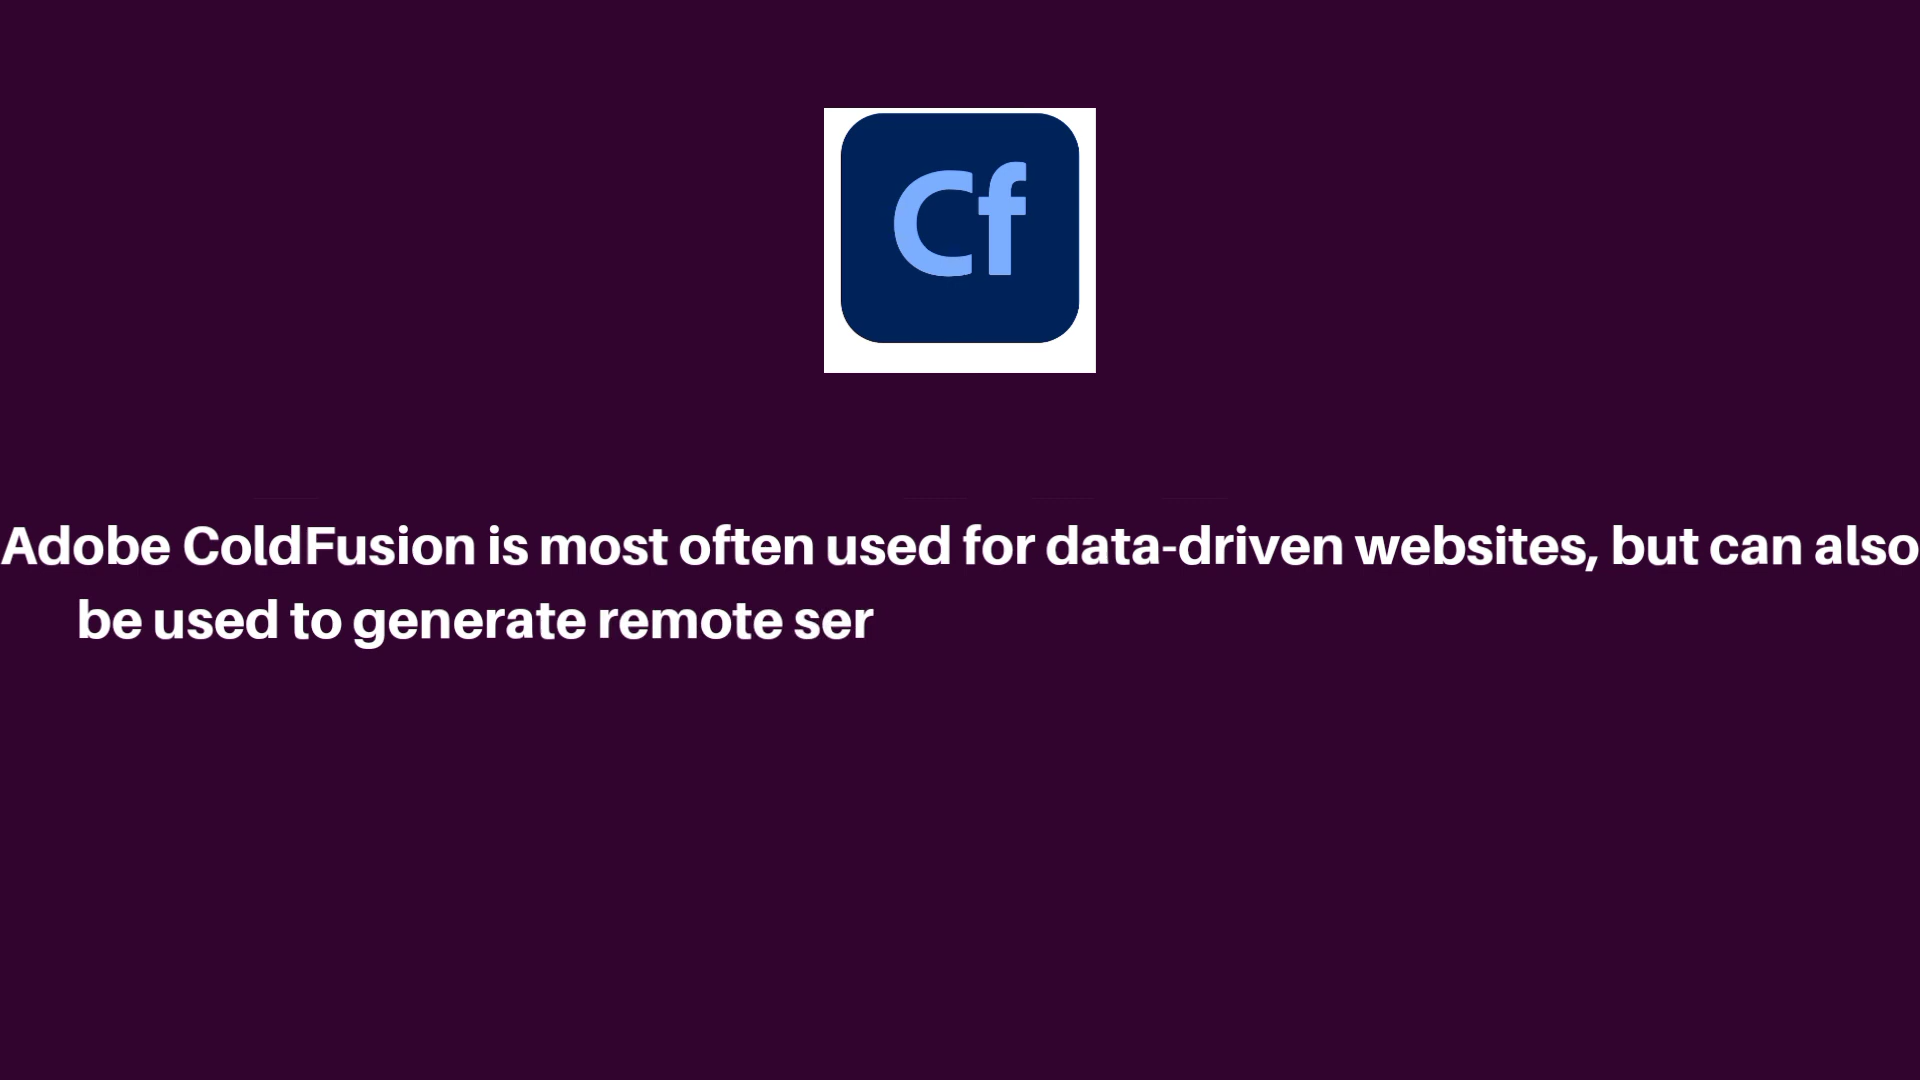 Cf
Adobe ColdFusion is most often used for data-driven websites, but can also
be used to generate remote ser